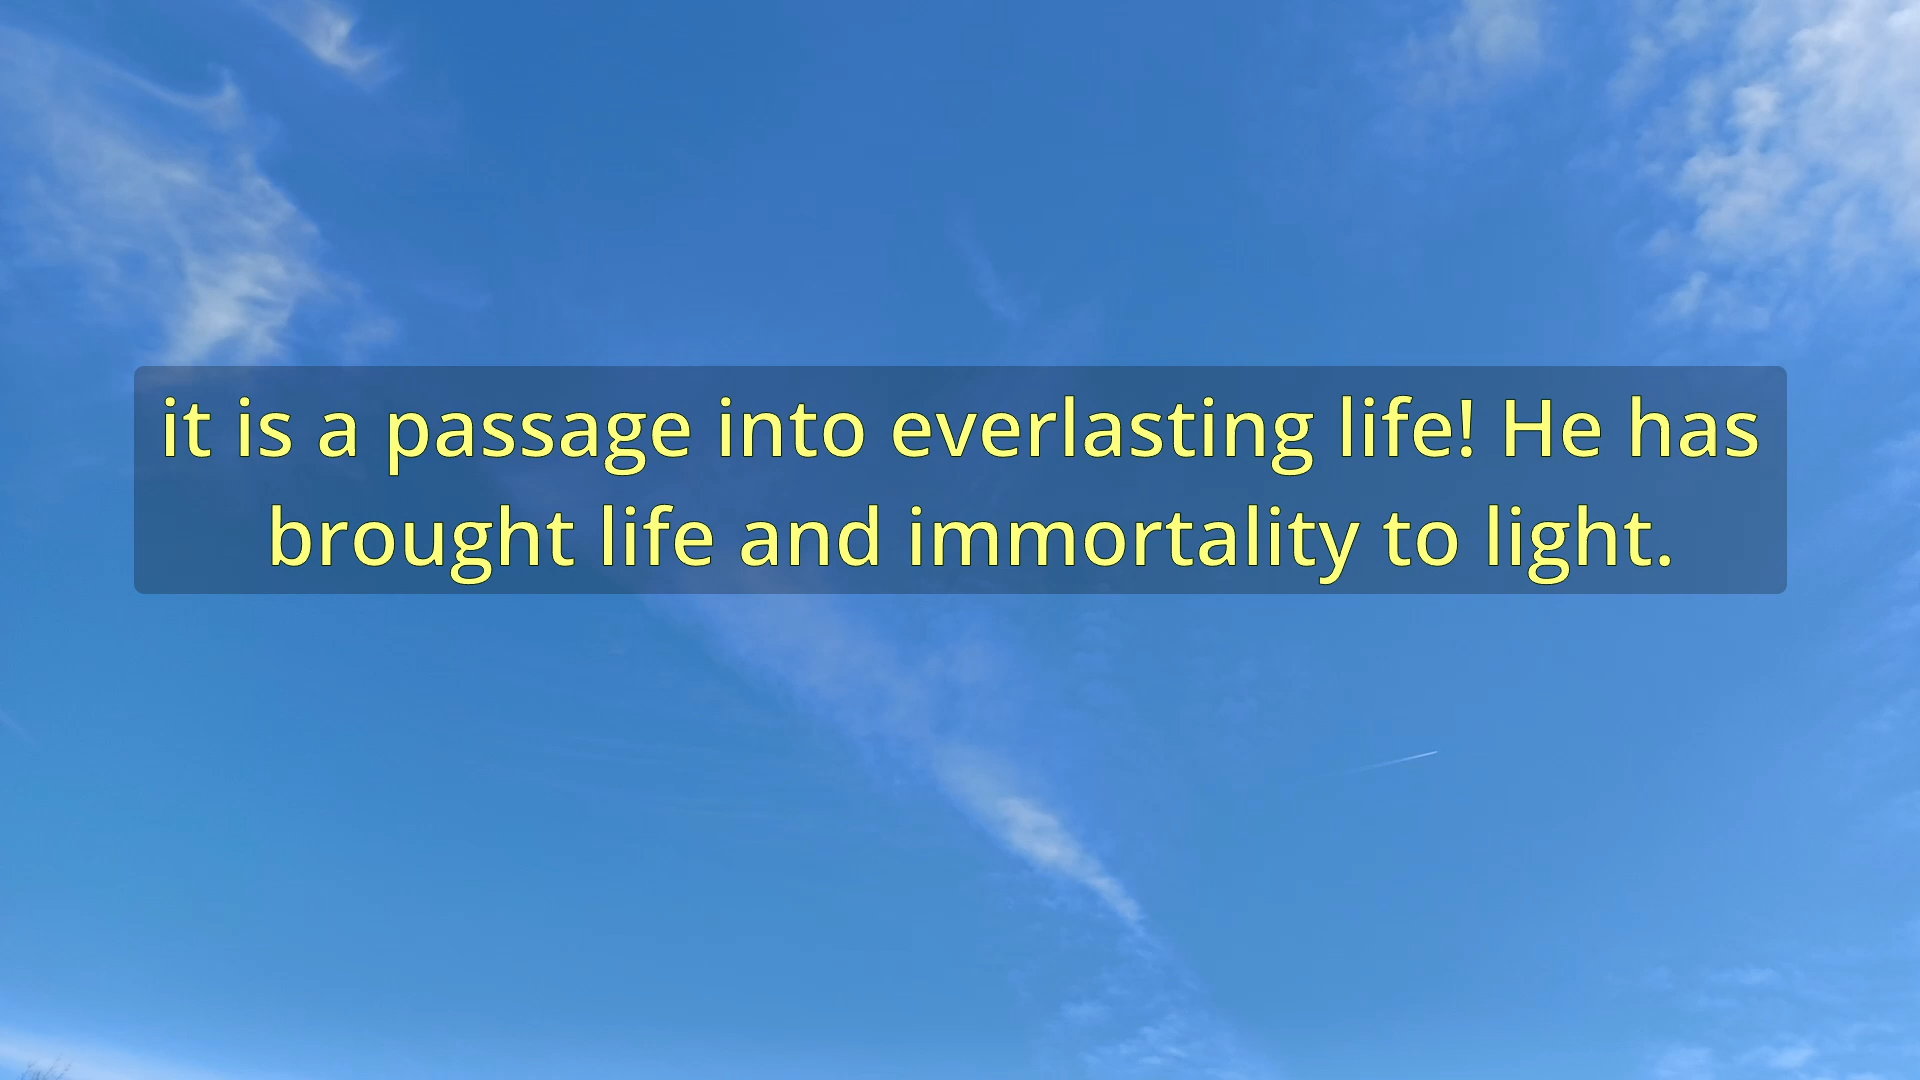 it is a passage into everlasting life! He has
brought life and immortality to light.